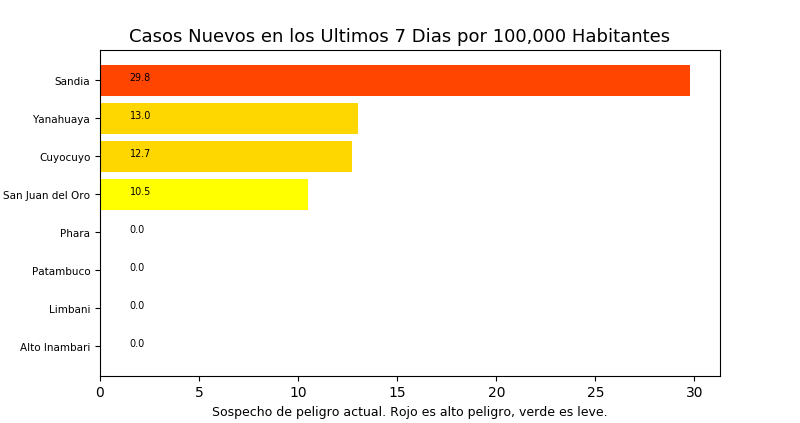 Casos Nuevos en los Ultimos 7 Dias por 100,000 Habitantes
Sandia 29.8
Yanahuaya 13.0
Cuyocuyo 12.7
San Juan del Oro 10.5
Phara 0.0
Patambuco 0.0
Limbani 0.0
Alto Inambari 0.0
0 5 10 15 20 25 30
Sospecho de peligro actual. Rojo es alto peligro, verde es leve.